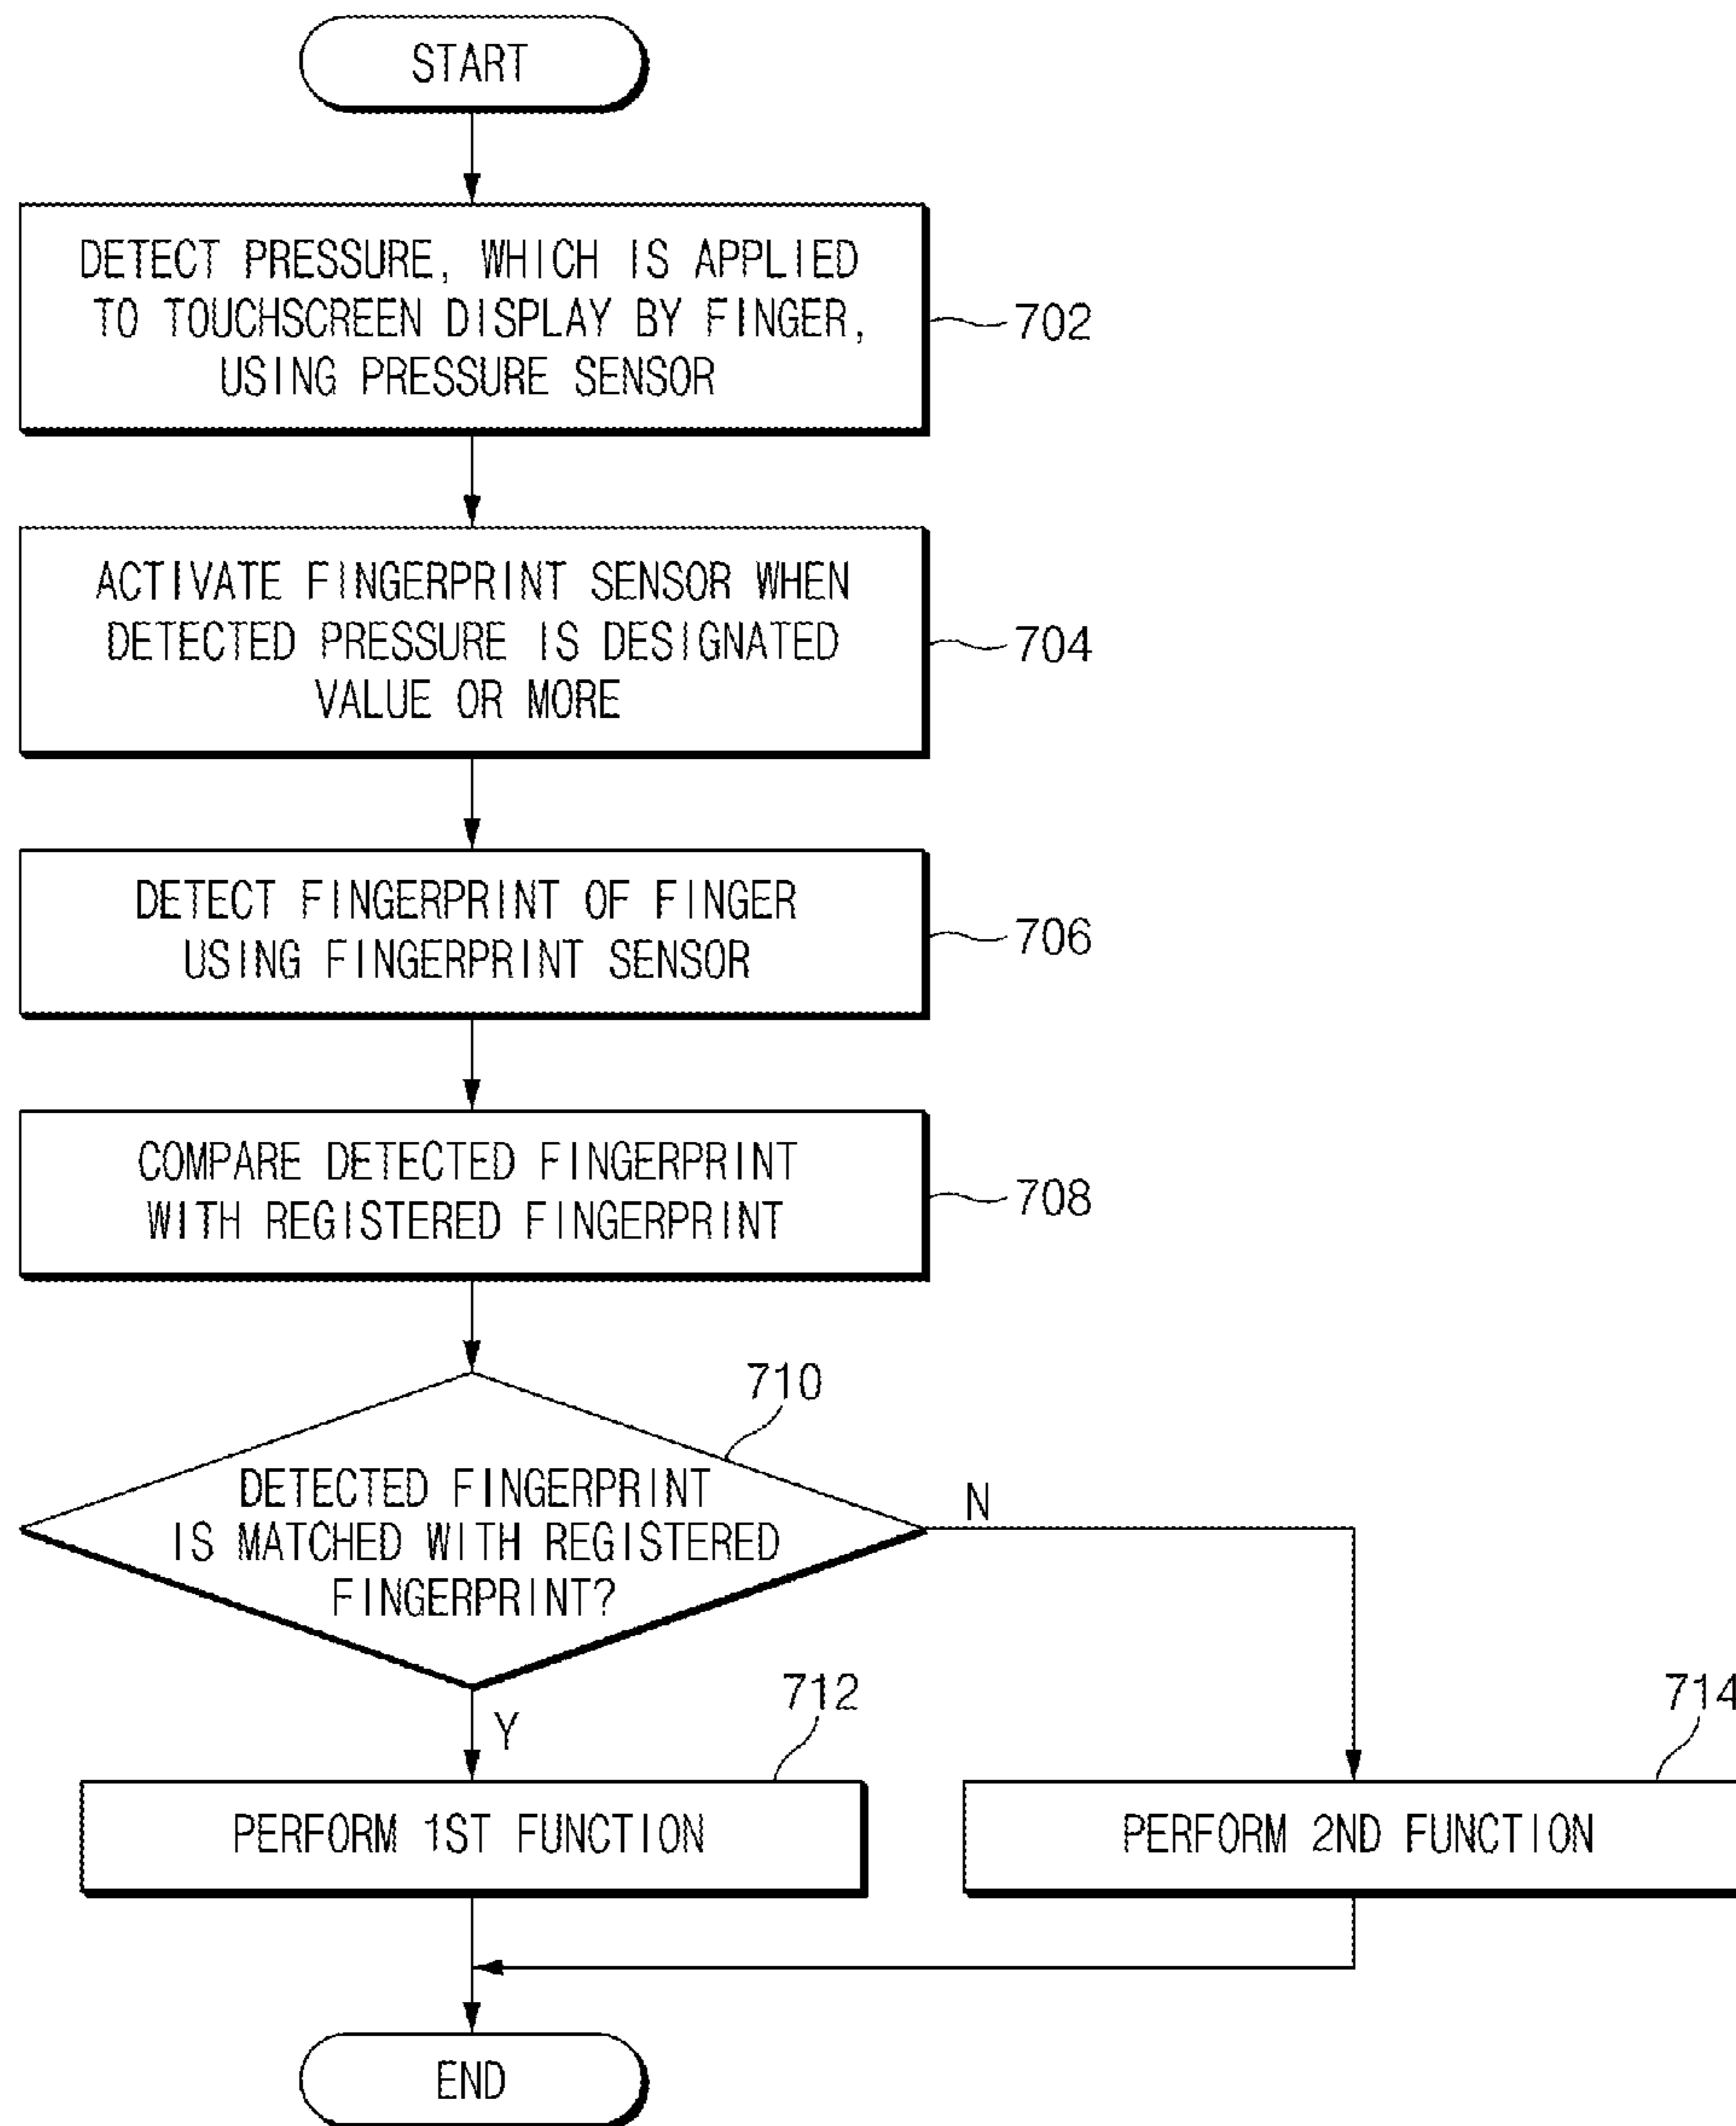 START
DETECT PRESSURE, WHICH IS APPLIED
TO TOUCHSCREEN DISPLAY BY FINGER,
USING PRESSURE SENSOR
702
ACTIVATE FINGERPRINT SENSOR WHEN
DETECTED PRESSURE IS DESIGNATED
VALUE OR MORE
704
DETECT FINGERPRINT OF FINGER
USING FINGERPRINT SENSOR
706
COMPARE DETECTED FINGERPRINT
WITH REGISTERED FINGERPRINT
708
710
DETECTED FINGERPRINT
IS MATCHED WITH REGISTERED
FINGERPRINT?
N
Y
712
PERFORM 1ST FUNCTION
714
PERFORM 2ND FUNCTION
END